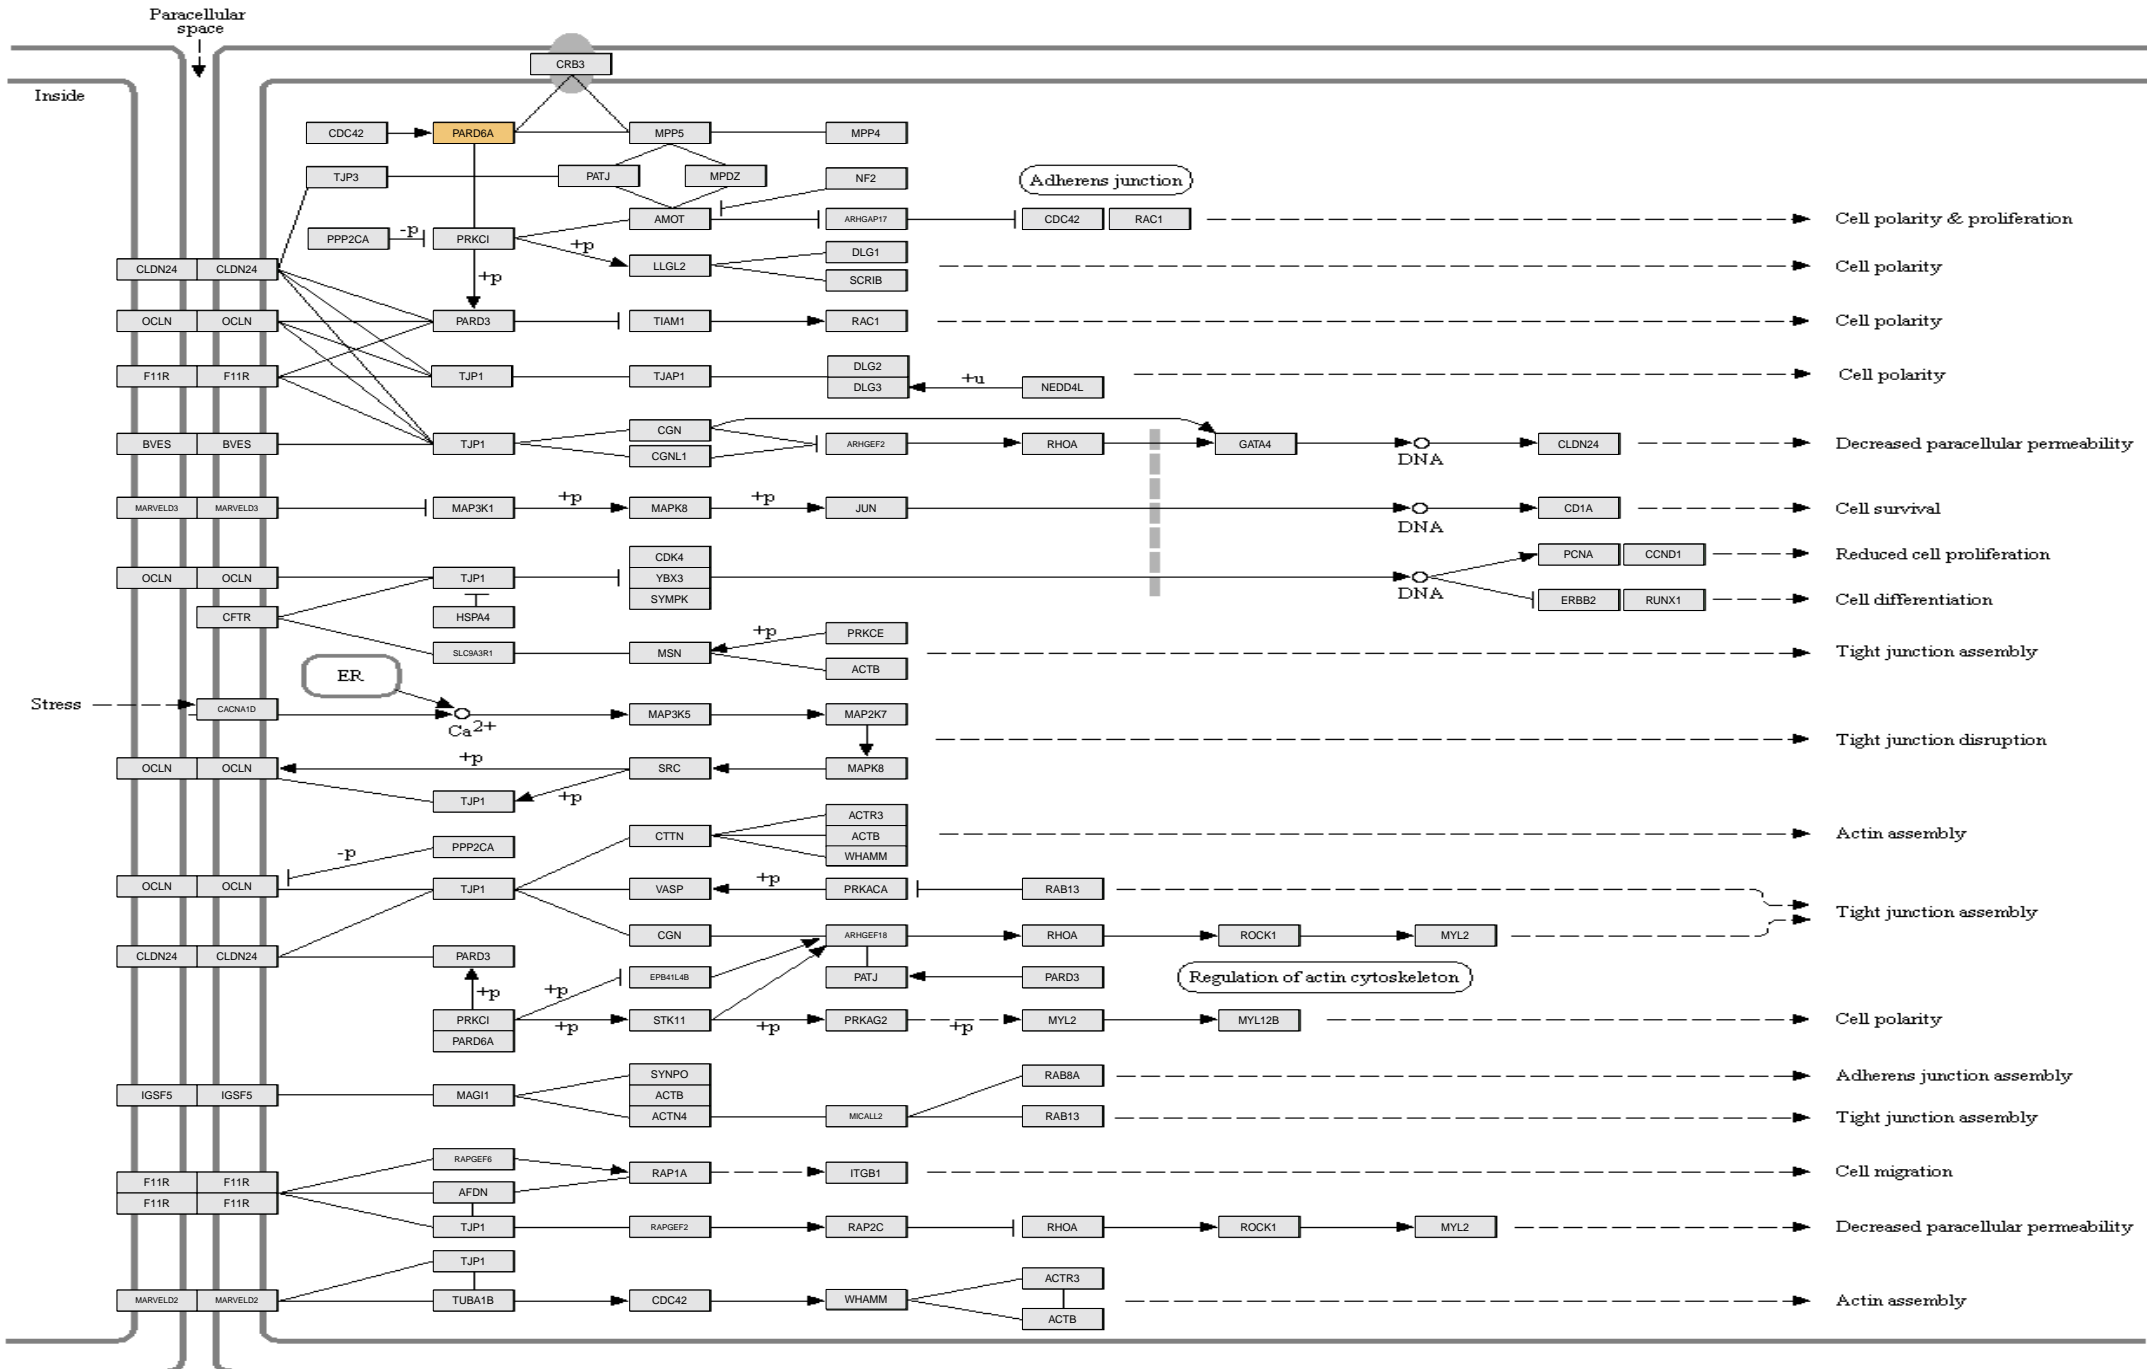 Paracellular
space
CRB3
Inside
CDC42 PARD6A MPP5 MPP4
TJP3 PATJ MPDZ NF2 Adherens junction
AMOT ARHGAP17 CDC42 RAC1 Cell polarity & proliferation
PPP2CA -p PRKCI +p
DLG1
CLDN24 CLDN24 LLGL2 Cell polarity
+p SCRIB
OCLN OCLN PARD3 TIAM1 RAC1 Cell polarity
DLG2
F11R F11R TJP1 TJAP1 Cell polarity
DLG3 +u NEDD4L
CGN
BVES BVES TJP1 ARHGEF2 RHOA GATA4 DNA CLDN24 Decreased paracellular permeability
CGNL1
MARVELD3 MARVELD3 MAP3K1 +p MAPK8 +p JUN DNA CD1A Cell survival
CDK4 PCNA CCND1 Reduced cell proliferation
OCLN OCLN TJP1 YBX3 DNA
SYMPK ERBB2 RUNX1 Cell differentiation
CFTR HSPA4
+p PRKCE
SLC9A3R1 MSN Tight junction assembly
ACTB
ER
Stress CACNA1D Ca2+ MAP3K5 MAP2K7
Tight junction disruption
OCLN OCLN +p SRC MAPK8
TJP1 +p
ACTR3
CTTN ACTB Actin assembly
PPP2CA WHAMM
-p
OCLN OCLN TJP1 VASP +p PRKACA RAB13
Tight junction assembly
CGN ARHGEF18 RHOA ROCK1 MYL2
CLDN24 CLDN24 PARD3
EPB41L4B PATJ PARD3 Regulation of actin cytoskeleton
+p +p
PRKCI +p STK11 +p PRKAG2 +p MYL2 MYL12B Cell polarity
PARD6A
SYNPO RAB8A Adherens junction assembly
IGSF5 IGSF5 MAGI1 ACTB
ACTN4 MICALL2 RAB13 Tight junction assembly
RAPGEF6
F11R F11R RAP1A ITGB1 Cell migration
F11R F11R AFDN
TJP1 RAPGEF2 RAP2C RHOA ROCK1 MYL2 Decreased paracellular permeability
TJP1
ACTR3
MARVELD2 MARVELD2 TUBA1B CDC42 WHAMM Actin assembly
ACTB